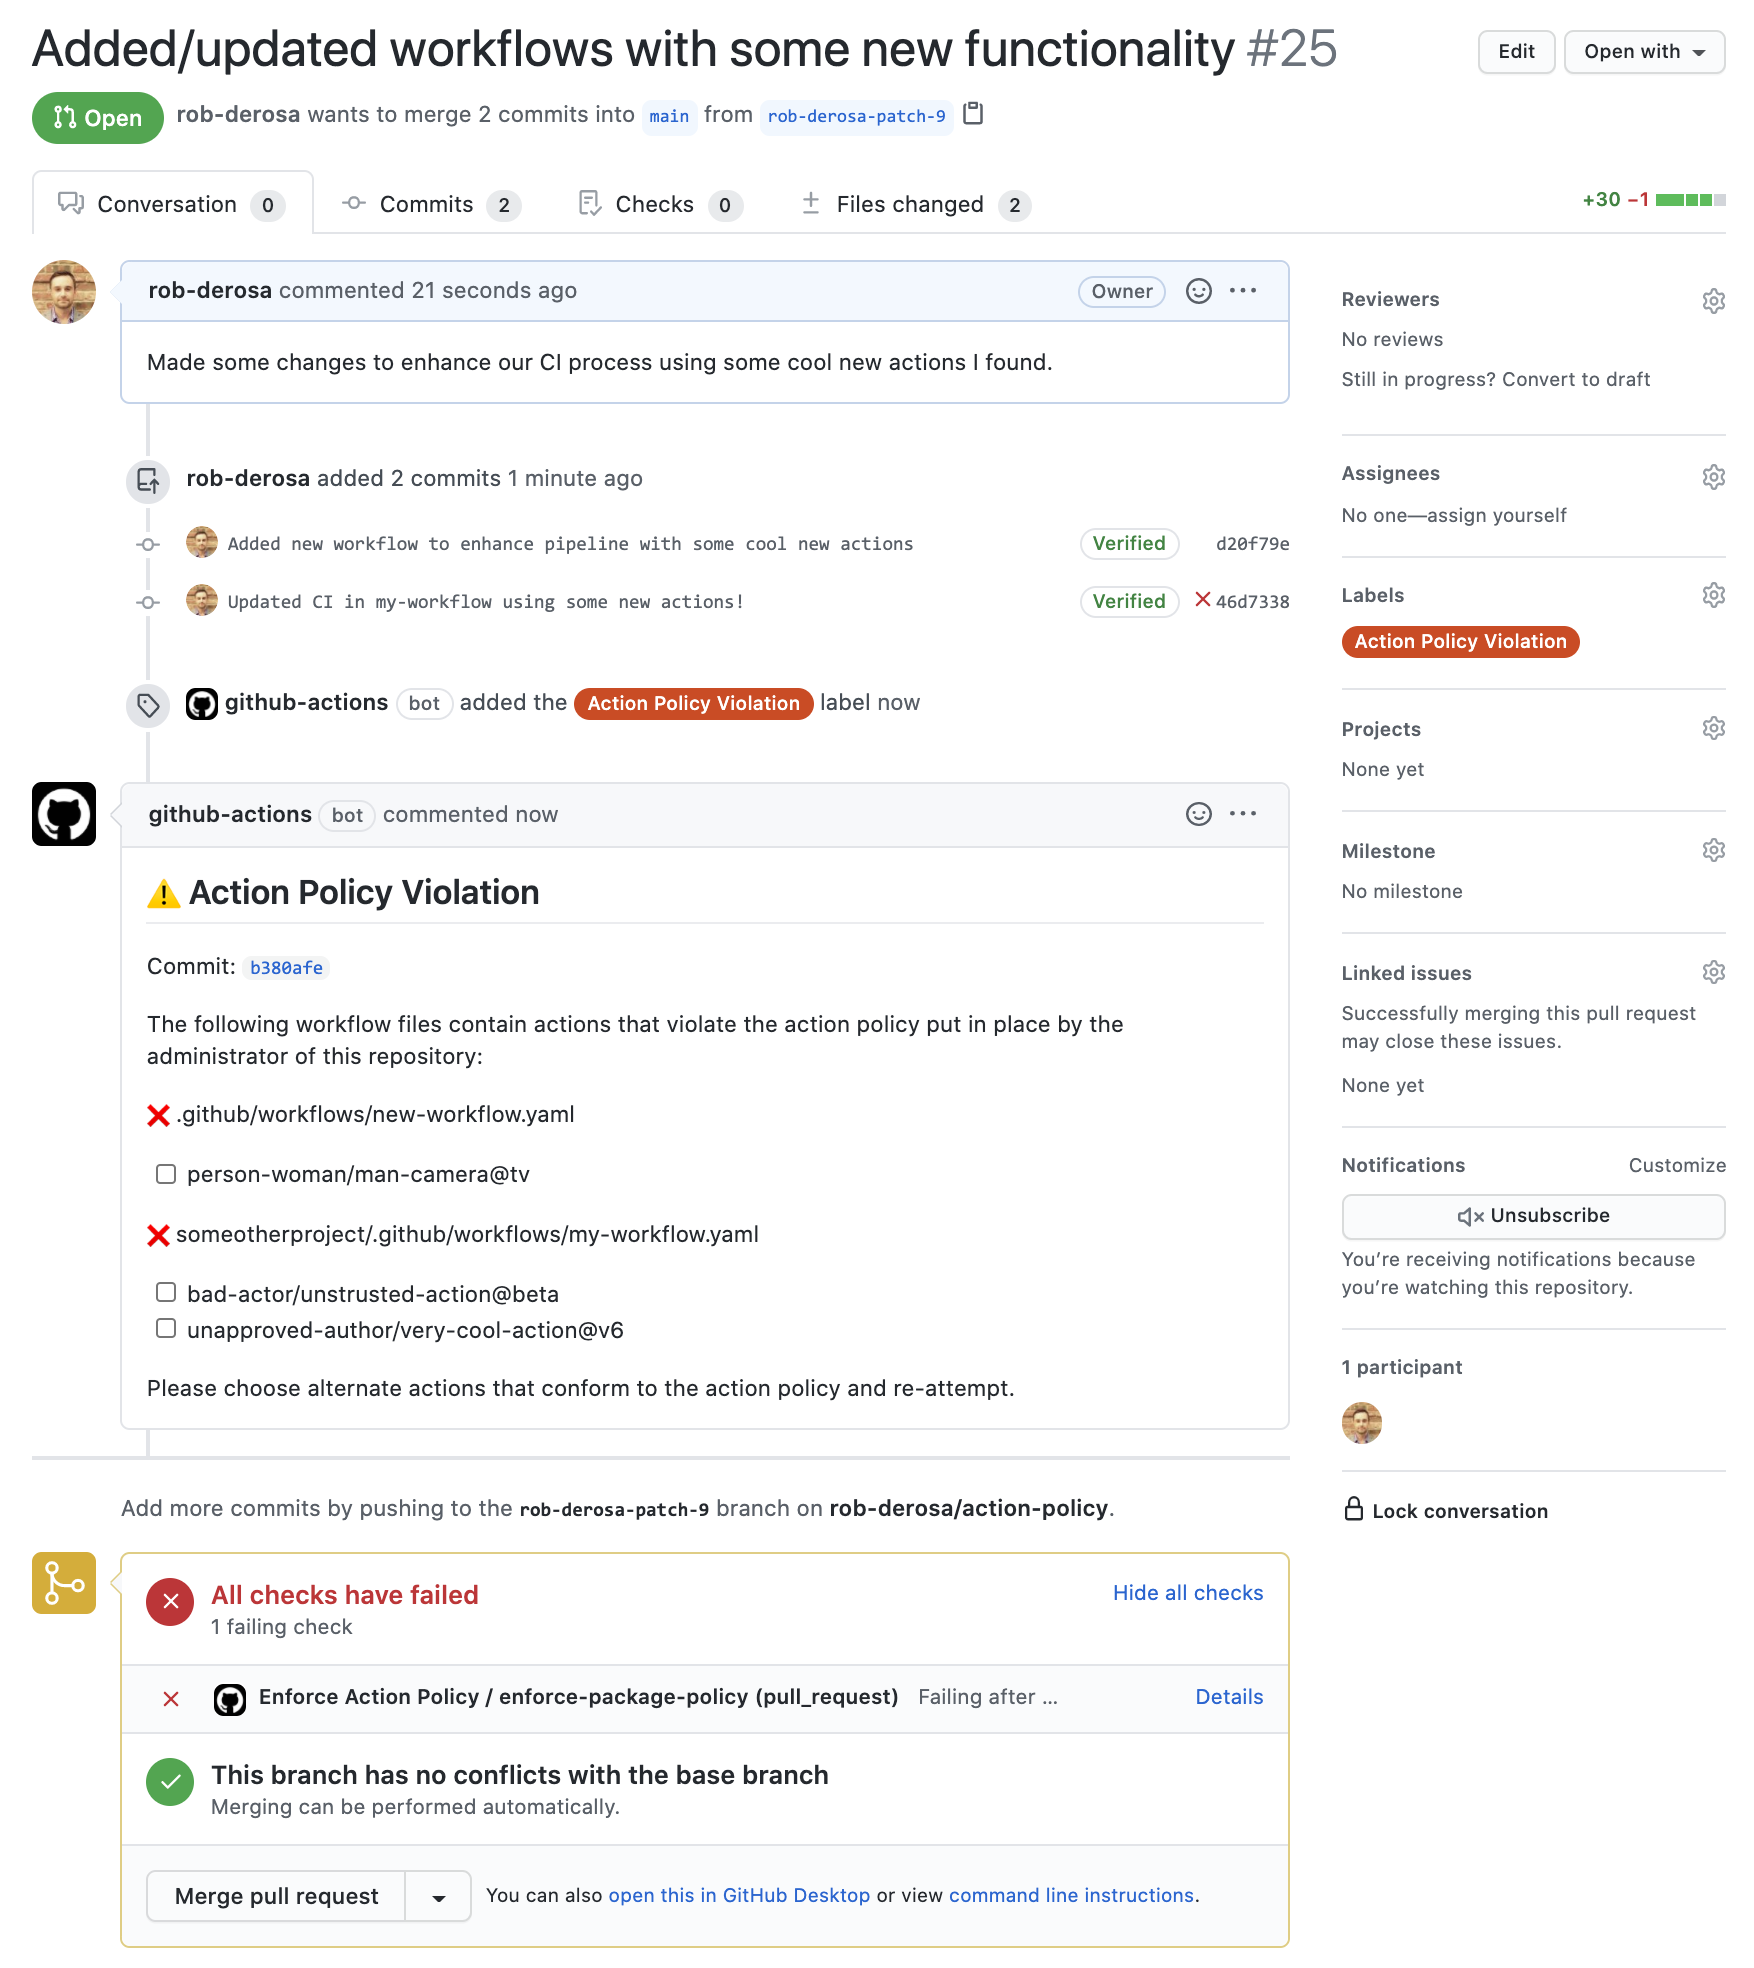 Added/updated workflows with some new functionality #25
Edit
Open with
Open
rob-derosa wants to merge 2 commits into main from rob-derosa-patch-9
Conversation 0
Commits 2
Checks 0
Files changed 2
+30 −1
rob-derosa commented 21 seconds ago
Owner
Made some changes to enhance our CI process using some cool new actions I found.
rob-derosa added 2 commits 1 minute ago
Added new workflow to enhance pipeline with some cool new actions
Verified
d20f79e
Updated CI in my-workflow using some new actions!
Verified
46d7338
github-actions bot added the Action Policy Violation label now
github-actions bot commented now
Action Policy Violation
Commit: b380afe
The following workflow files contain actions that violate the action policy put in place by the
administrator of this repository:
.github/workflows/new-workflow.yaml
person-woman/man-camera@tv
someotherproject/.github/workflows/my-workflow.yaml
bad-actor/unstrusted-action@beta
unapproved-author/very-cool-action@v6
Please choose alternate actions that conform to the action policy and re-attempt.
Add more commits by pushing to the rob-derosa-patch-9 branch on rob-derosa/action-policy.
All checks have failed
1 failing check
Hide all checks
Enforce Action Policy / enforce-package-policy (pull_request) Failing after ...
Details
This branch has no conflicts with the base branch
Merging can be performed automatically.
Merge pull request
You can also open this in GitHub Desktop or view command line instructions.
Reviewers
No reviews
Still in progress? Convert to draft
Assignees
No one—assign yourself
Labels
Action Policy Violation
Projects
None yet
Milestone
No milestone
Linked issues
Successfully merging this pull request
may close these issues.
None yet
Notifications
Customize
Unsubscribe
You’re receiving notifications because
you’re watching this repository.
1 participant
Lock conversation